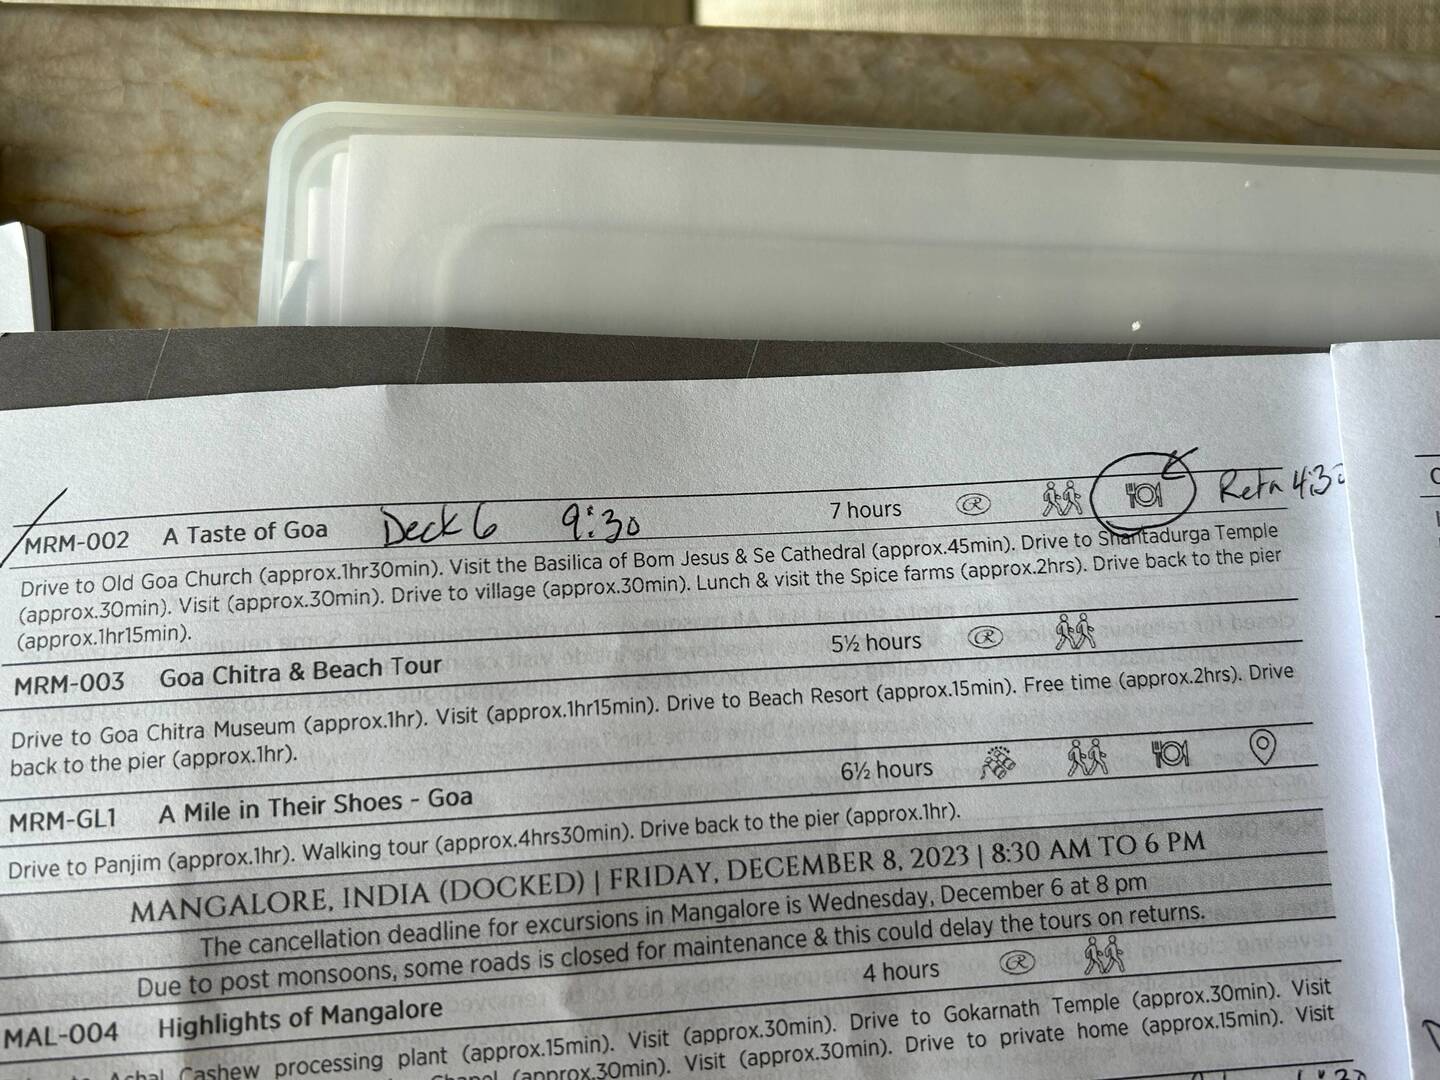 MRM-002 A Taste of Goa Deck 6 9:30 7 hours Retn 4:30
Drive to Old Goa Church (approx.1hr30min). Visit the Basilica of Bom Jesus & Se Cathedral (approx.45min). Drive to Shantadurga Temple
(approx.30min). Visit (approx.30min). Drive to village (approx.30min). Lunch & visit the Spice farms (approx.2hrs). Drive back to the pier
(approx.1hr15min).
MRM-003 Goa Chitra & Beach Tour 5½ hours
Drive to Goa Chitra Museum (approx.1hr). Visit (approx.1hr15min). Drive to Beach Resort (approx.15min). Free time (approx.2hrs). Drive
back to the pier (approx.1hr).
MRM-GL1 A Mile in Their Shoes - Goa 6½ hours
Drive to Panjim (approx.1hr). Walking tour (approx.4hrs30min). Drive back to the pier (approx.1hr).
MANGALORE, INDIA (DOCKED) | FRIDAY, DECEMBER 8, 2023 | 8:30 AM TO 6 PM
The cancellation deadline for excursions in Mangalore is Wednesday, December 6 at 8 pm
Due to post monsoons, some roads is closed for maintenance & this could delay the tours on returns.
MAL-004 Highlights of Mangalore 4 hours
Achal Cashew processing plant (approx.15min). Visit (approx.30min). Drive to Gokarnath Temple (approx.30min). Visit
Chapel (approx.30min). Visit (approx.30min). Drive to private home (approx.15min). Visit